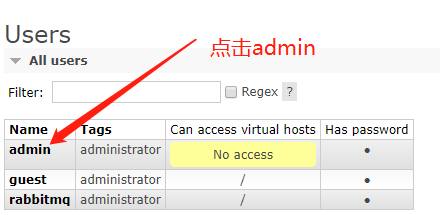 Users
点击admin
All users
Filter: Regex ?
Name Tags Can access virtual hosts Has password
admin administrator No access ●
guest administrator / ●
rabbitmq administrator / ●